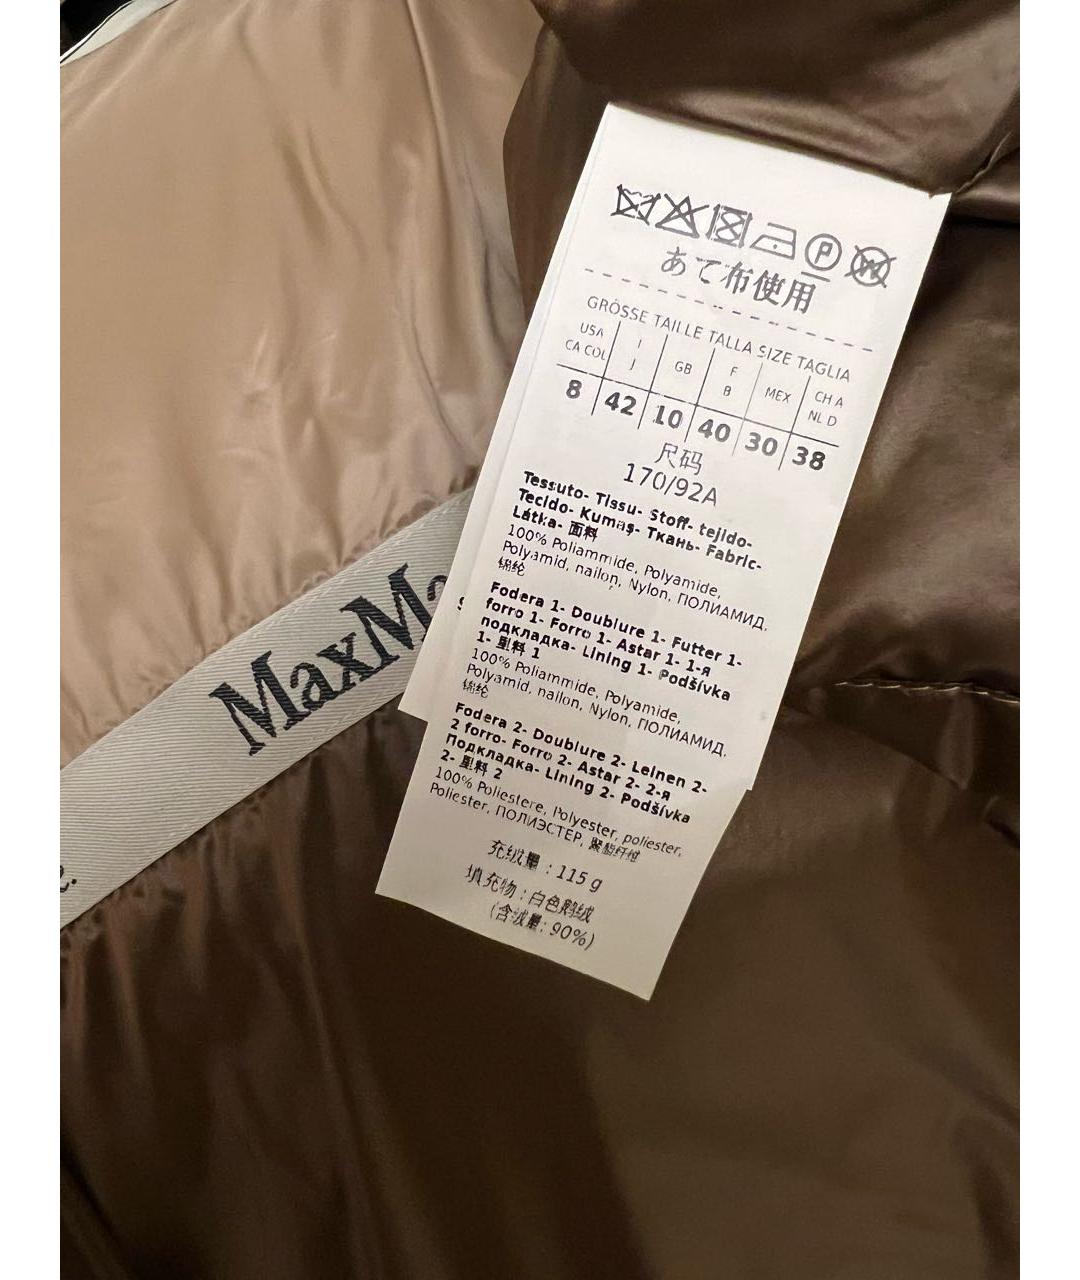 あて布使用
GRÖSSE TAILLE TALLA SIZE TAGLIA
USA CA COL
I J
GB
F B
MEX
CH A NL D
8 42 10 40 30 38
尺码
170/92A
Tessuto- Tissu- Stoff- tejido-
Tecido- Kumaş- Ткань- Fabric-
Látka- 面料
100% Poliammide, Polyamide,
Polyamid, nailon, Nylon, ПОЛИАМИД,
锦纶
Fodera 1- Doublure 1- Futter 1-
forro 1- Forro 1- Astar 1- 1-я
подкладка- Lining 1- Podšívka
1- 里料 1
100% Poliammide, Polyamide,
Polyamid, nailon, Nylon, ПОЛИАМИД,
锦纶
Fodera 2- Doublure 2- Leinen 2-
2 forro- Forro 2- Astar 2- 2-я
Подкладка- Lining 2- Podšívka
2- 里料 2
100% Poliestere, Polyester, poliester,
Poliester, ПОЛИЭСТЕР, 聚酯纤维
充绒量：115 g
填充物：白色鹅绒
(含绒量: 90%)
MaxMa